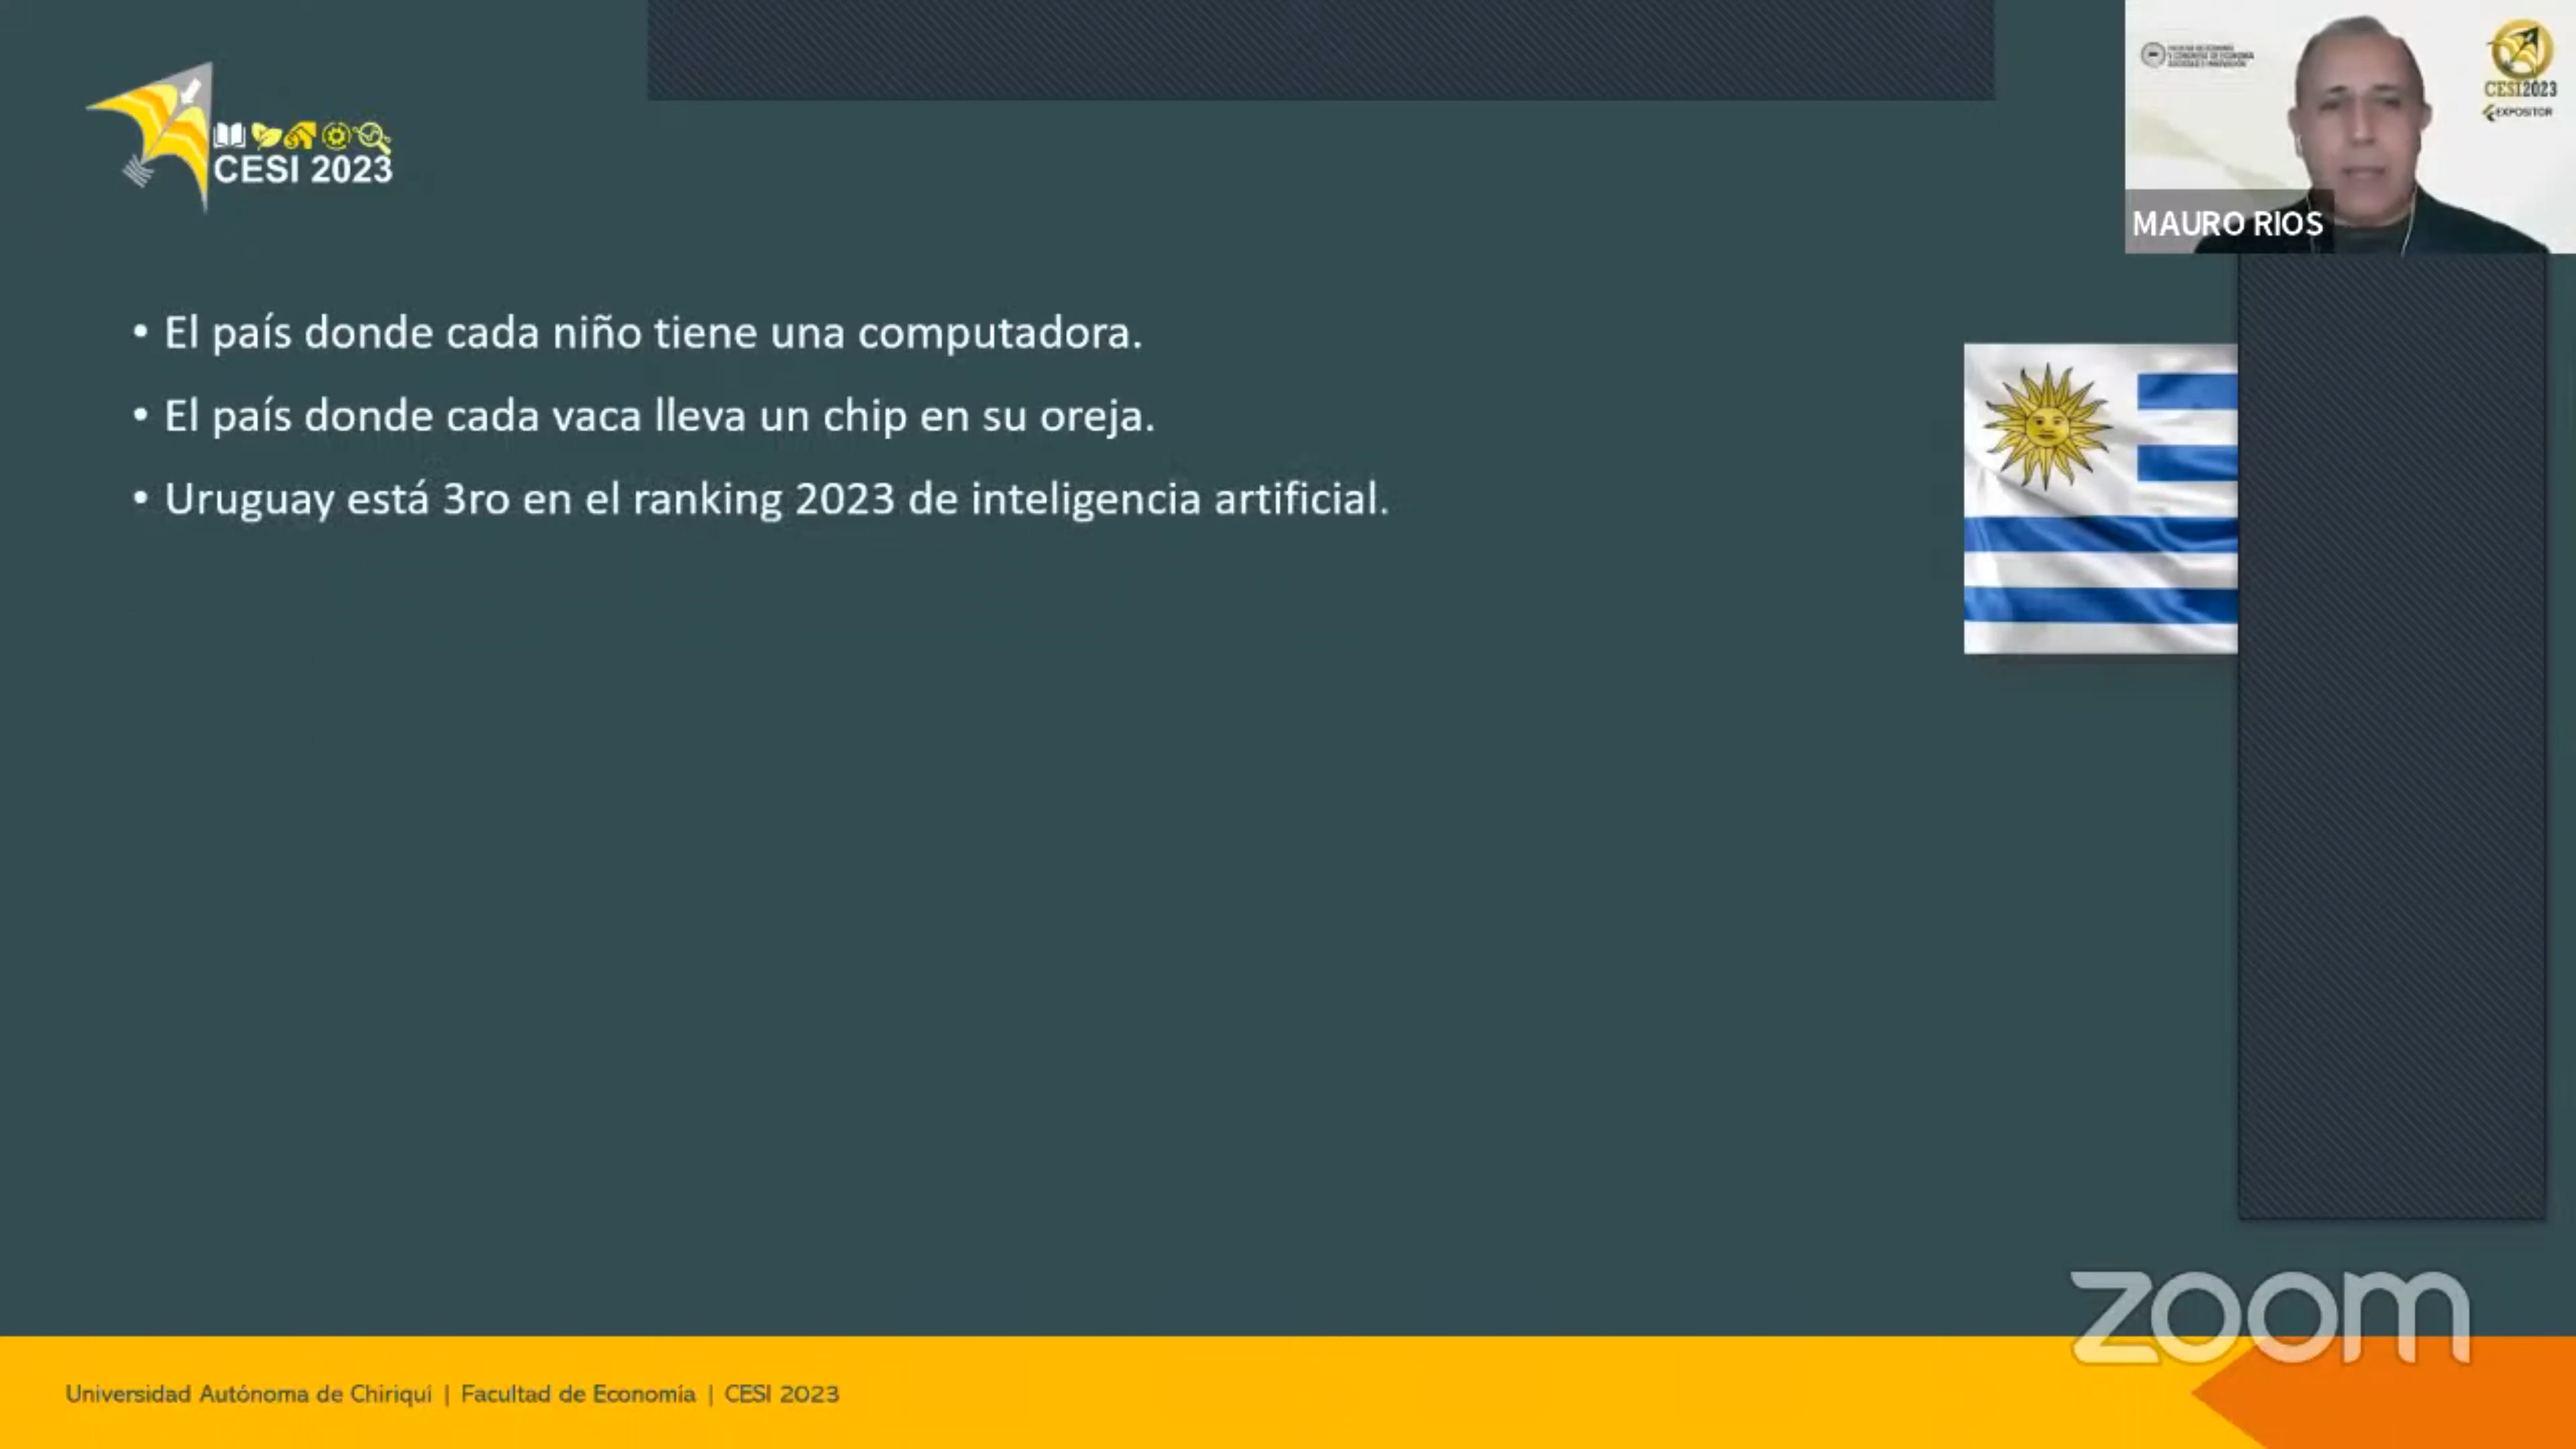 CESI 2023
CESI2023
EXPOSITOR
MAURO RIOS
• El país donde cada niño tiene una computadora.
• El país donde cada vaca lleva un chip en su oreja.
• Uruguay está 3ro en el ranking 2023 de inteligencia artificial.
zoom
Universidad Autónoma de Chiriquí | Facultad de Economía | CESI 2023